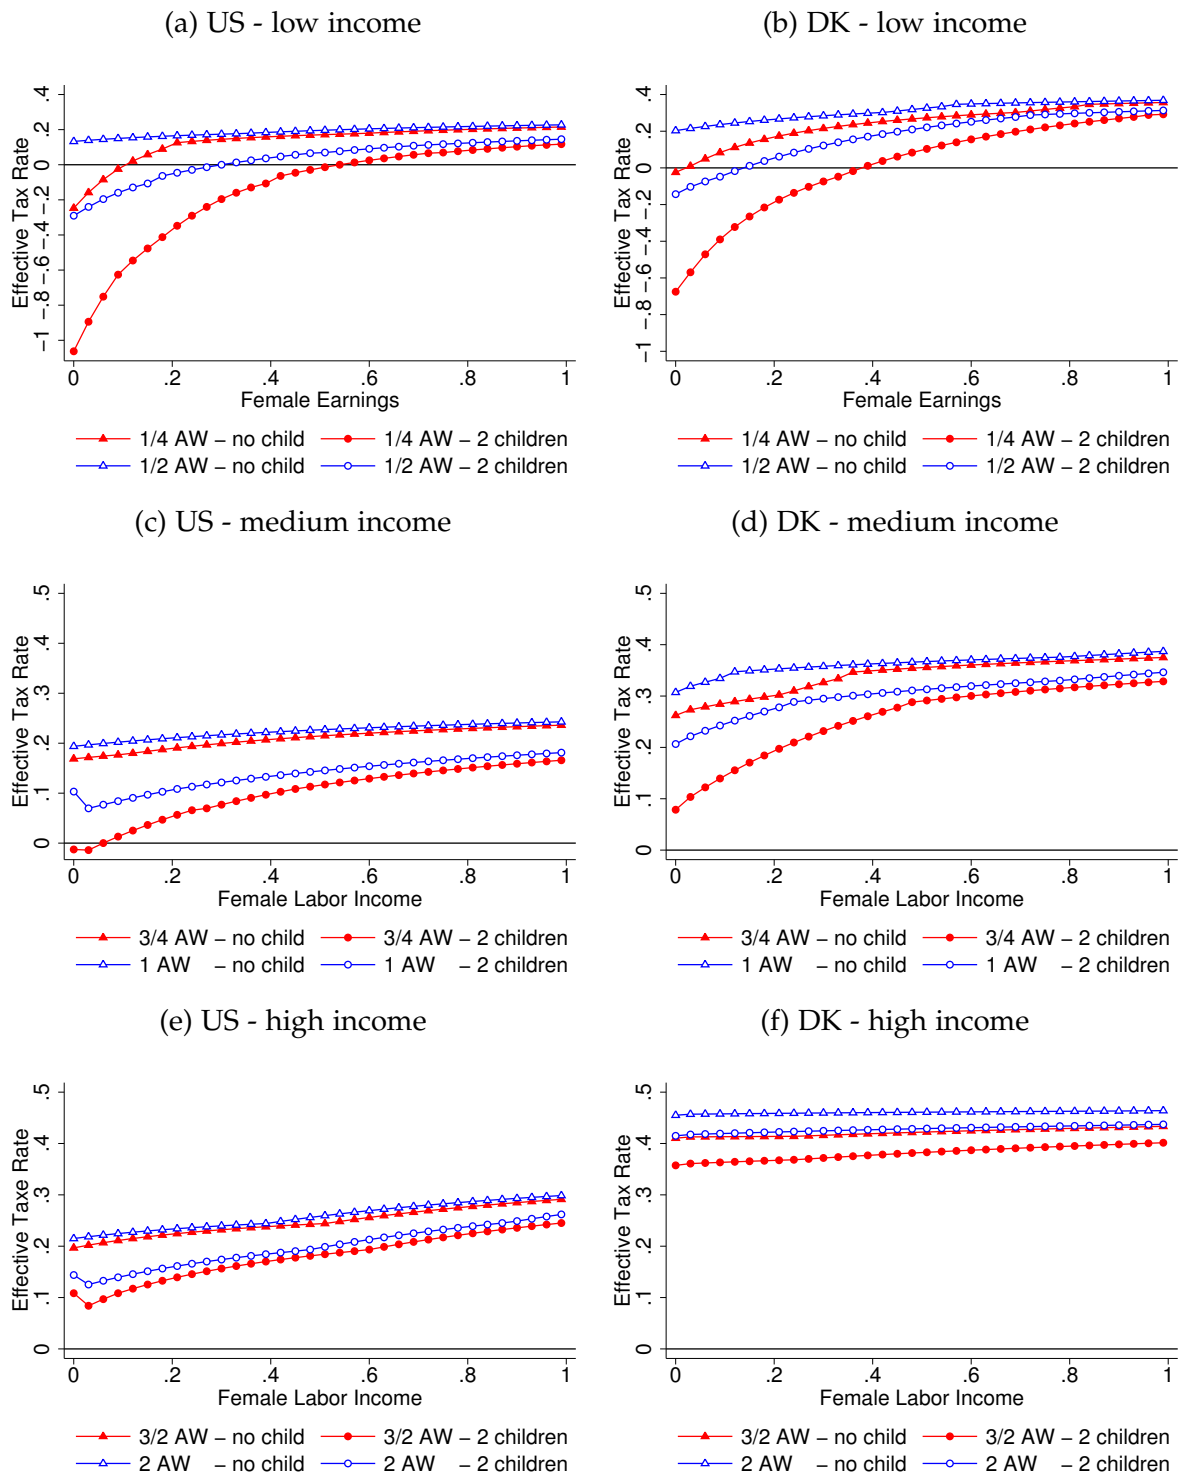 (a) US - low income
(b) DK - low income
Effective Tax Rate
.4
.2
0
-.2
-.4
-.6
-.8
-1
0 .2 .4 .6 .8 1
Female Earnings
1/4 AW – no child 1/4 AW – 2 children
1/2 AW – no child 1/2 AW – 2 children
Effective Tax Rate
.4
.2
0
-.2
-.4
-.6
-.8
-1
0 .2 .4 .6 .8 1
Female Earnings
1/4 AW – no child 1/4 AW – 2 children
1/2 AW – no child 1/2 AW – 2 children
(c) US - medium income
(d) DK - medium income
Effective Tax Rate
.5
.4
.3
.2
.1
0
0 .2 .4 .6 .8 1
Female Labor Income
3/4 AW – no child 3/4 AW – 2 children
1 AW – no child 1 AW – 2 children
Effective Tax Rate
.5
.4
.3
.2
.1
0
0 .2 .4 .6 .8 1
Female Labor Income
3/4 AW – no child 3/4 AW – 2 children
1 AW – no child 1 AW – 2 children
(e) US - high income
(f) DK - high income
Effective Taxe Rate
.5
.4
.3
.2
.1
0
0 .2 .4 .6 .8 1
Female Labor Income
3/2 AW – no child 3/2 AW – 2 children
2 AW – no child 2 AW – 2 children
Effective Tax Rate
.5
.4
.3
.2
.1
0
0 .2 .4 .6 .8 1
Female Labor Income
3/2 AW – no child 3/2 AW – 2 children
2 AW – no child 2 AW – 2 children